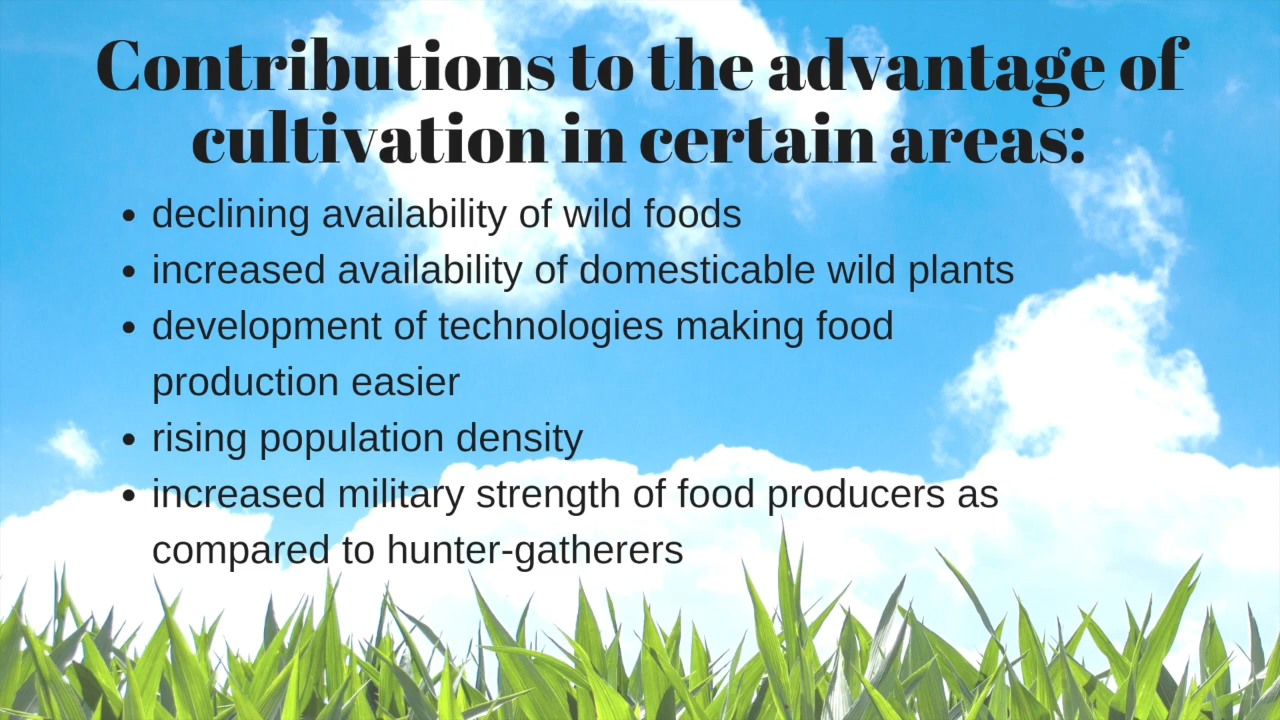 Contributions to the advantage of
cultivation in certain areas:
• declining availability of wild foods
• increased availability of domesticable wild plants
• development of technologies making food
production easier
• rising population density
• increased military strength of food producers as
compared to hunter-gatherers